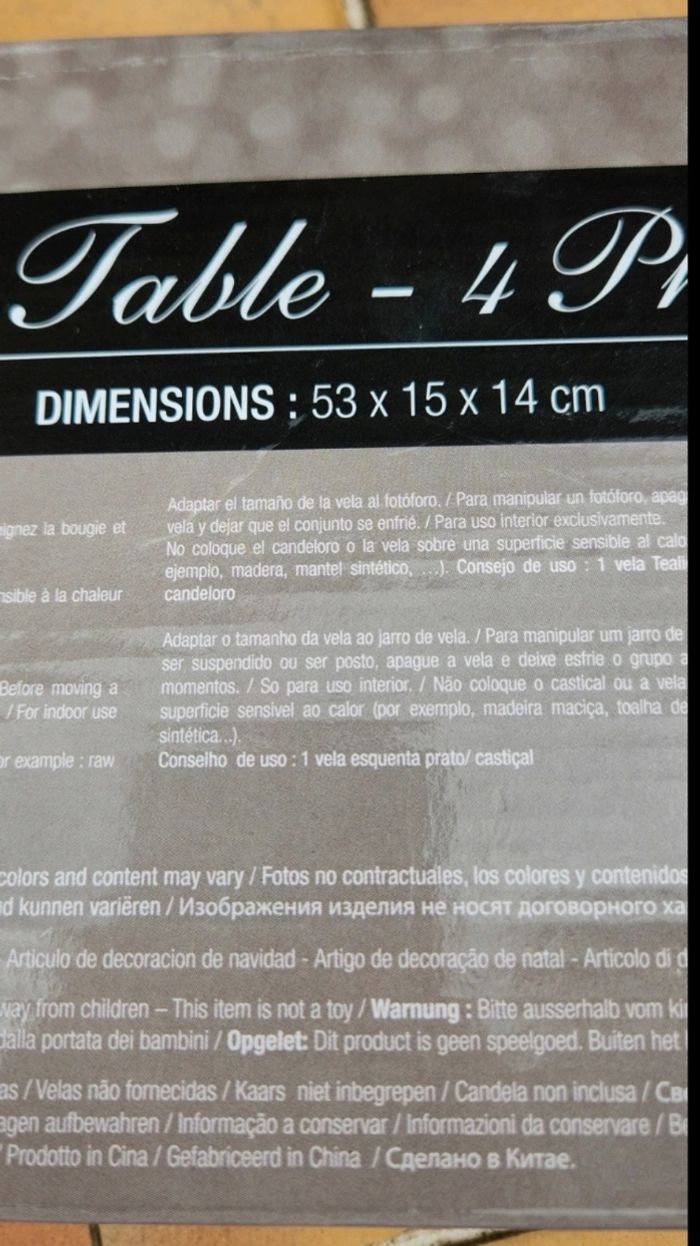 Table - 4 Ph
DIMENSIONS : 53 x 15 x 14 cm
eignez la bougie et
nsible à la chaleur
Before moving a
/ For indoor use
or example : raw
Adaptar el tamaño de la vela al fotóforo. / Para manipular un fotóforo, apag
vela y dejar que el conjunto se enfrié. / Para uso interior exclusivamente.
No coloque el candeloro o la vela sobre una superficie sensible al calo
ejemplo, madera, mantel sintético, ...). Consejo de uso : 1 vela Teali
candeloro
Adaptar o tamanho da vela ao jarro de vela. / Para manipular um jarro de
ser suspendido ou ser posto, apague a vela e deixe esfrie o grupo a
momentos. / So para uso interior. / Não coloque o castical ou a vela
superficie sensivel ao calor (por exemplo, madeira maciça, toalha de
sintética...).
Conselho de uso : 1 vela esquenta prato/ castiçal
colors and content may vary / Fotos no contractuales, los colores y contenidos
d kunnen variëren / Изображения изделия не носят договорного ха
Articulo de decoracion de navidad - Artigo de decoração de natal - Articolo di d
way from children – This item is not a toy / Warnung : Bitte ausserhalb vom kin
dalla portata dei bambini / Opgelet: Dit product is geen speelgoed. Buiten het
as / Velas não fornecidas / Kaars niet inbegrepen / Candela non inclusa / Све
agen aufbewahren / Informação a conservar / Informazioni da conservare / Be
Prodotto in Cina / Gefabriceerd in China / Сделано в Китае.